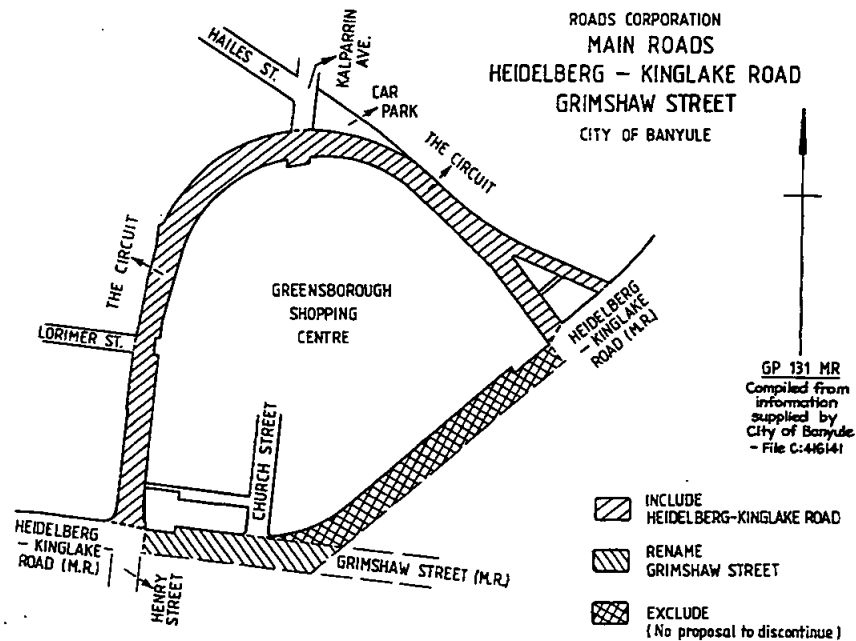 ROADS CORPORATION
MAIN ROADS
HEIDELBERG – KINGLAKE ROAD
GRIMSHAW STREET
CITY OF BANYULE
HAILES ST.
KALPARRIN
AVE.
CAR
PARK
THE CIRCUIT
THE CIRCUIT
GREENSBOROUGH
SHOPPING
CENTRE
LORIMER ST.
HEIDELBERG
– KINGLAKE
ROAD (M.R.)
GP 131 MR
Compiled from
information
supplied by
City of Banyule
- File C:416141
CHURCH STREET
HEIDELBERG
– KINGLAKE –
ROAD (M.R.)
HENRY
STREET
GRIMSHAW STREET (M.R.)
INCLUDE
HEIDELBERG-KINGLAKE ROAD
RENAME
GRIMSHAW STREET
EXCLUDE
(No proposal to discontinue)